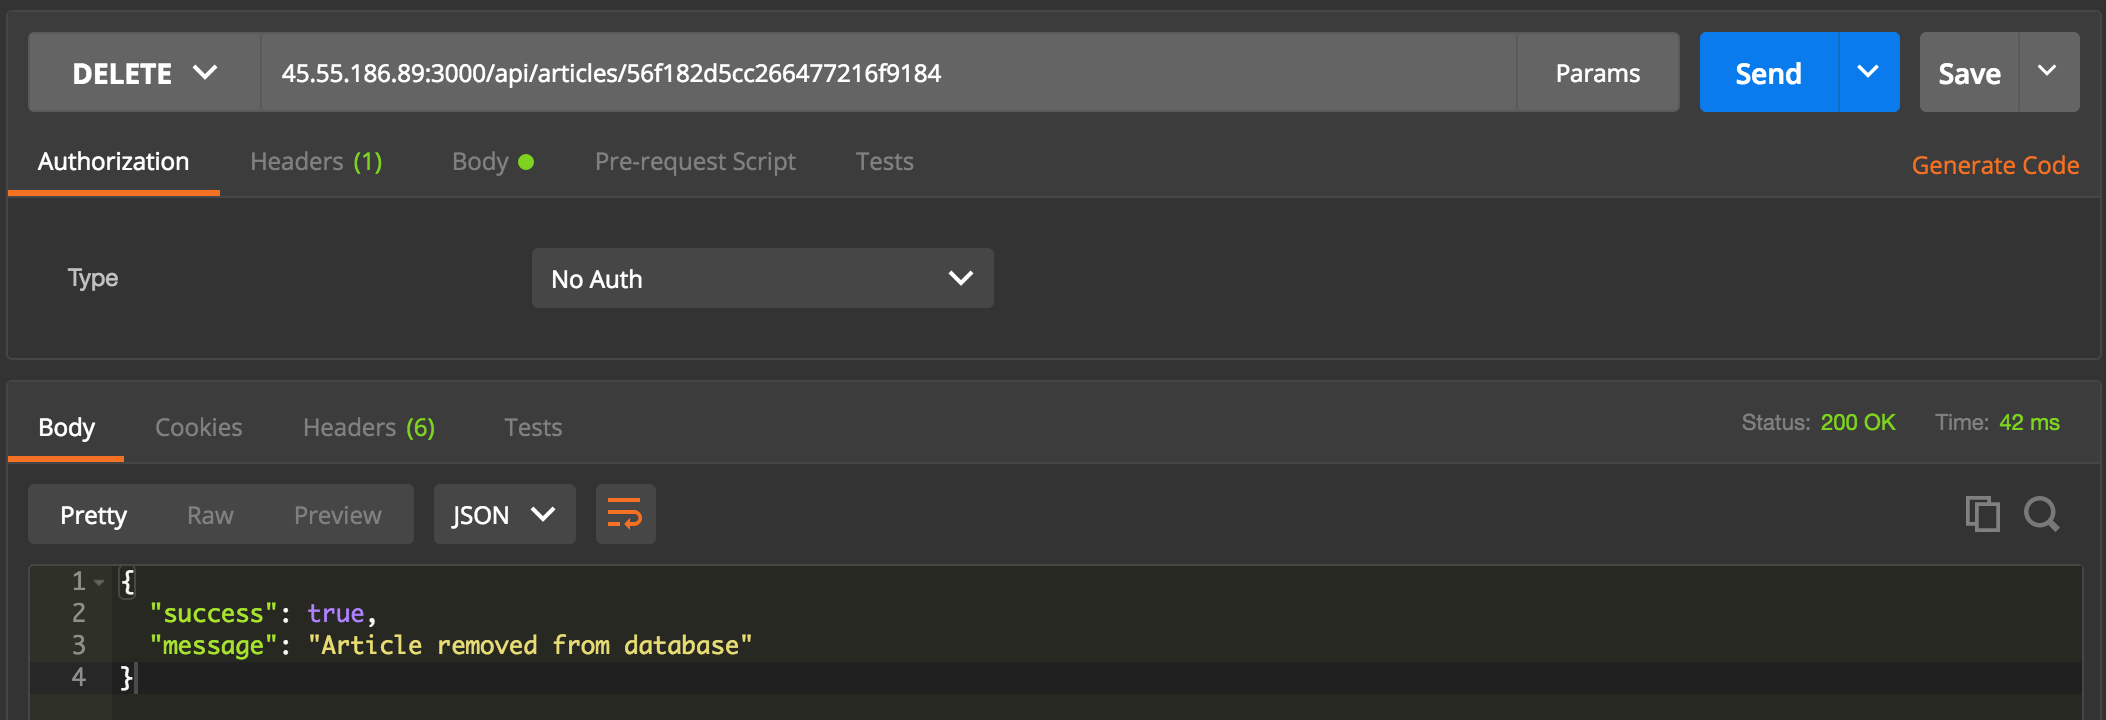 DELETE 45.55.186.89:3000/api/articles/56f182d5cc266477216f9184 Params Send Save
Authorization Headers (1) Body Pre-request Script Tests Generate Code
Type No Auth
Body Cookies Headers (6) Tests Status: 200 OK Time: 42 ms
Pretty Raw Preview JSON
1 {
2 "success": true,
3 "message": "Article removed from database"
4 }